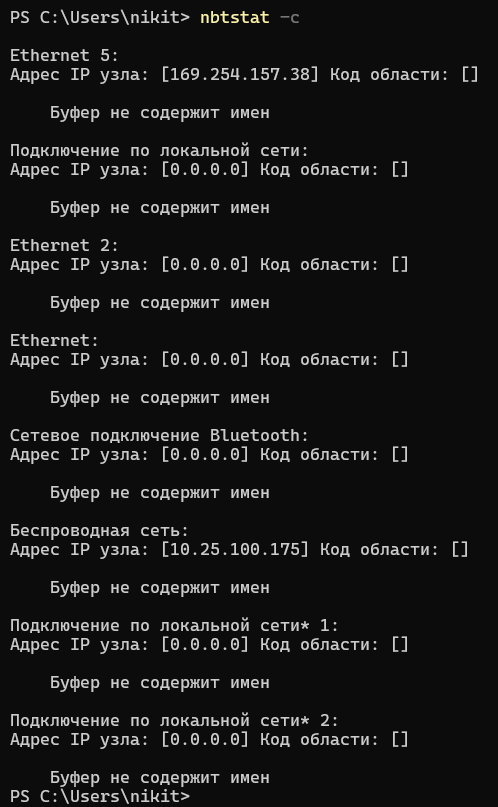 PS C:\Users\nikit> nbtstat -c
Ethernet 5:
Адрес IP узла: [169.254.157.38] Код области: []
Буфер не содержит имен
Подключение по локальной сети:
Адрес IP узла: [0.0.0.0] Код области: []
Буфер не содержит имен
Ethernet 2:
Адрес IP узла: [0.0.0.0] Код области: []
Буфер не содержит имен
Ethernet:
Адрес IP узла: [0.0.0.0] Код области: []
Буфер не содержит имен
Сетевое подключение Bluetooth:
Адрес IP узла: [0.0.0.0] Код области: []
Буфер не содержит имен
Беспроводная сеть:
Адрес IP узла: [10.25.100.175] Код области: []
Буфер не содержит имен
Подключение по локальной сети* 1:
Адрес IP узла: [0.0.0.0] Код области: []
Буфер не содержит имен
Подключение по локальной сети* 2:
Адрес IP узла: [0.0.0.0] Код области: []
Буфер не содержит имен
PS C:\Users\nikit>